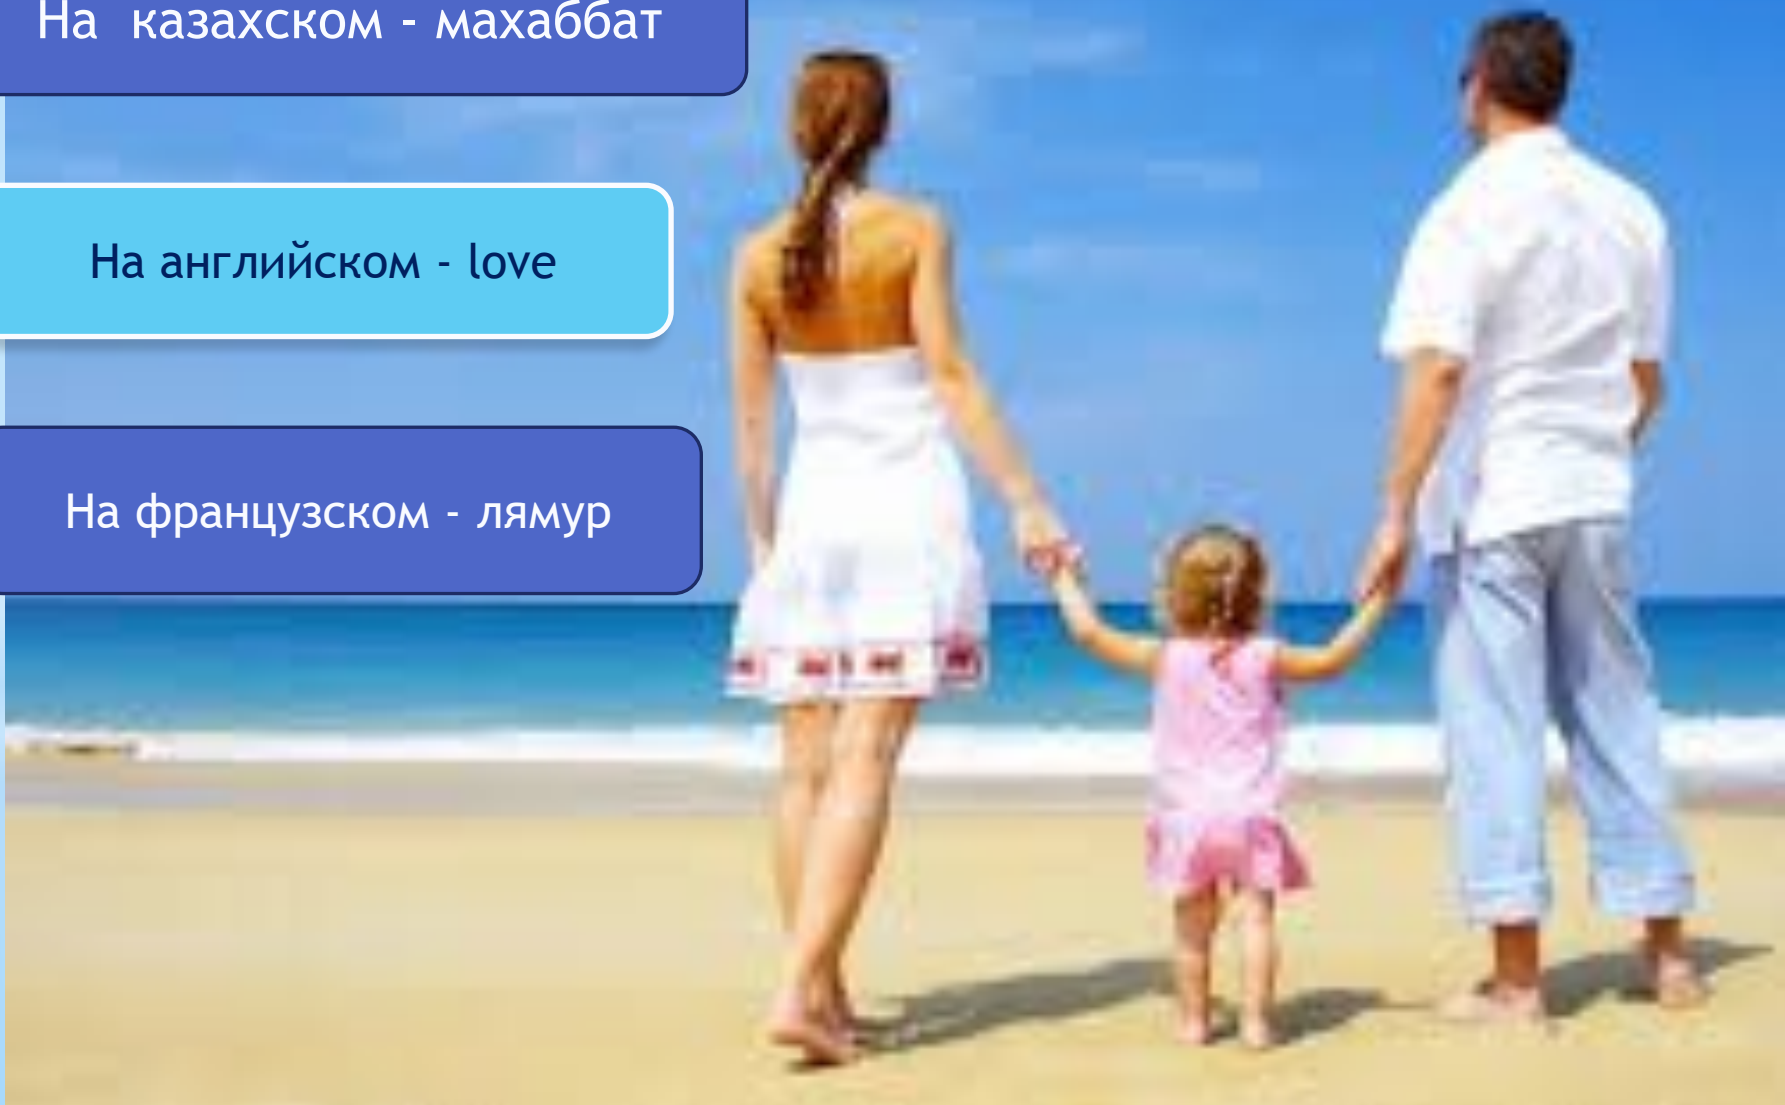 На казахском - махаббат
На английском - love
На французском - лямур